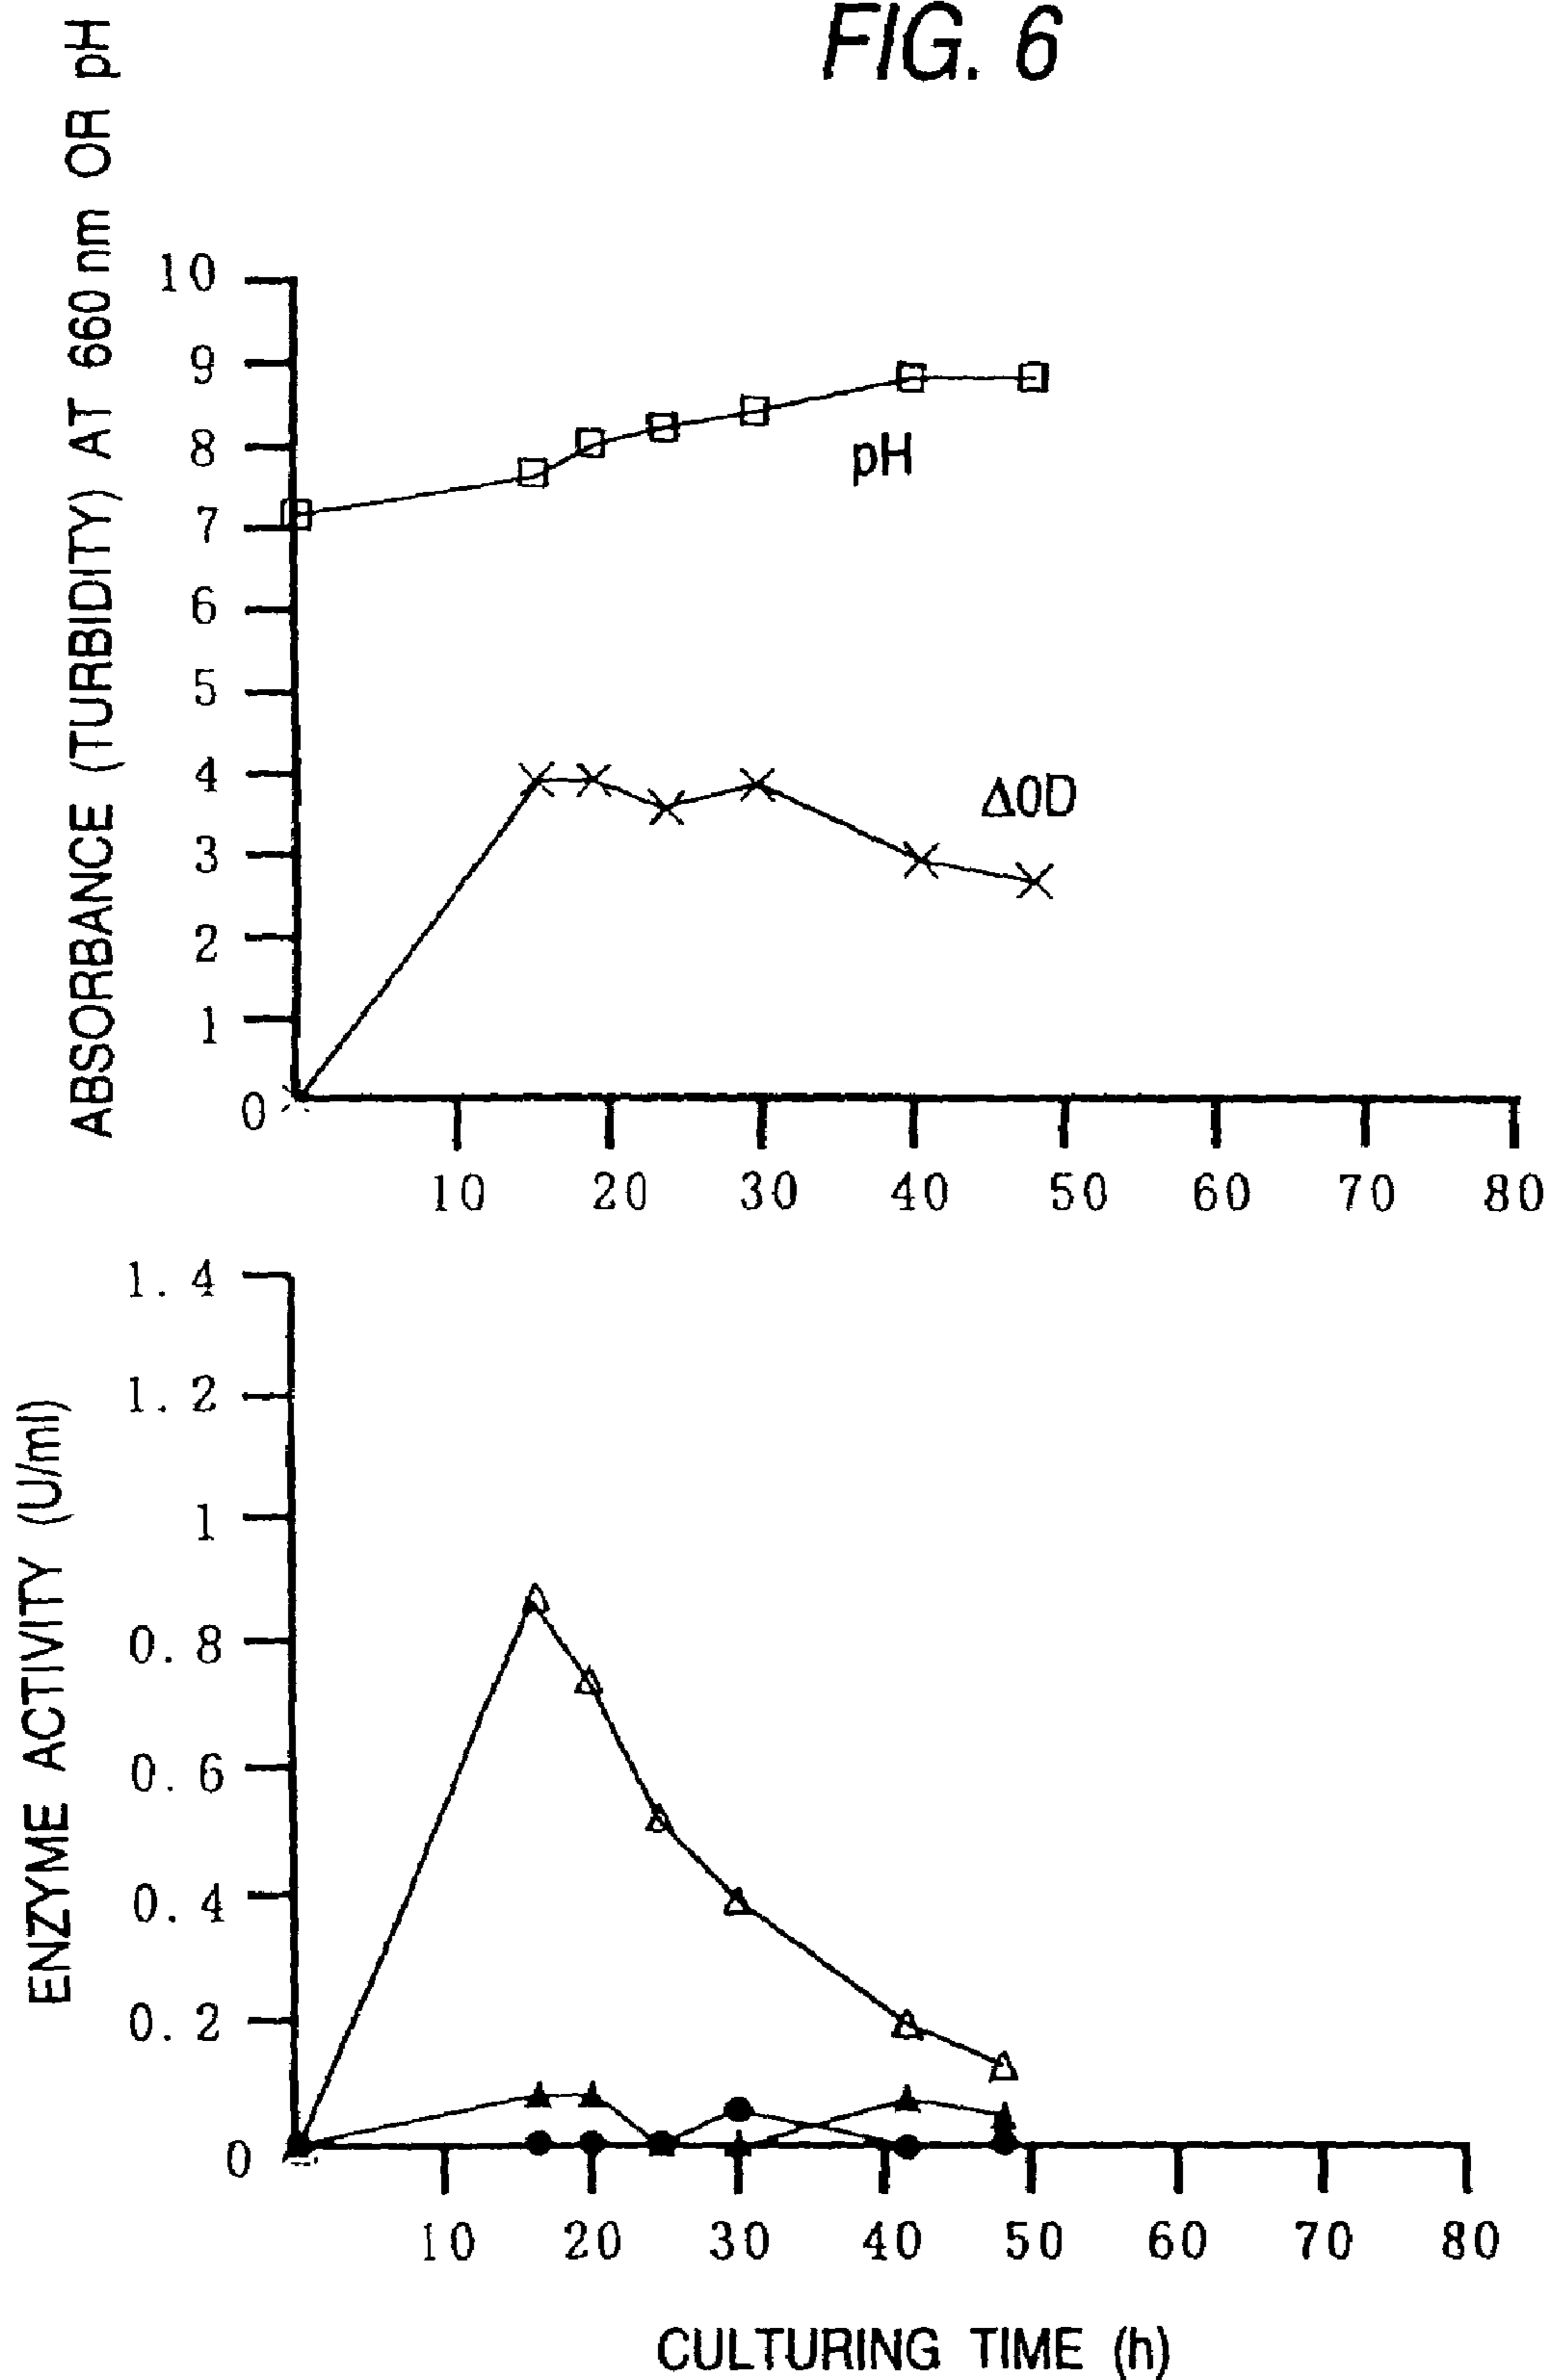 FIG. 6
ABSORBANCE (TURBIDITY) AT 660 nm OR pH
10
9
8
7
6
5
4
3
2
1
0
pH
Δ0D
10 20 30 40 50 60 70 80
ENZYME ACTIVITY (U/ml)
1.4
1.2
1
0.8
0.6
0.4
0.2
0
10 20 30 40 50 60 70 80
CULTURING TIME (h)